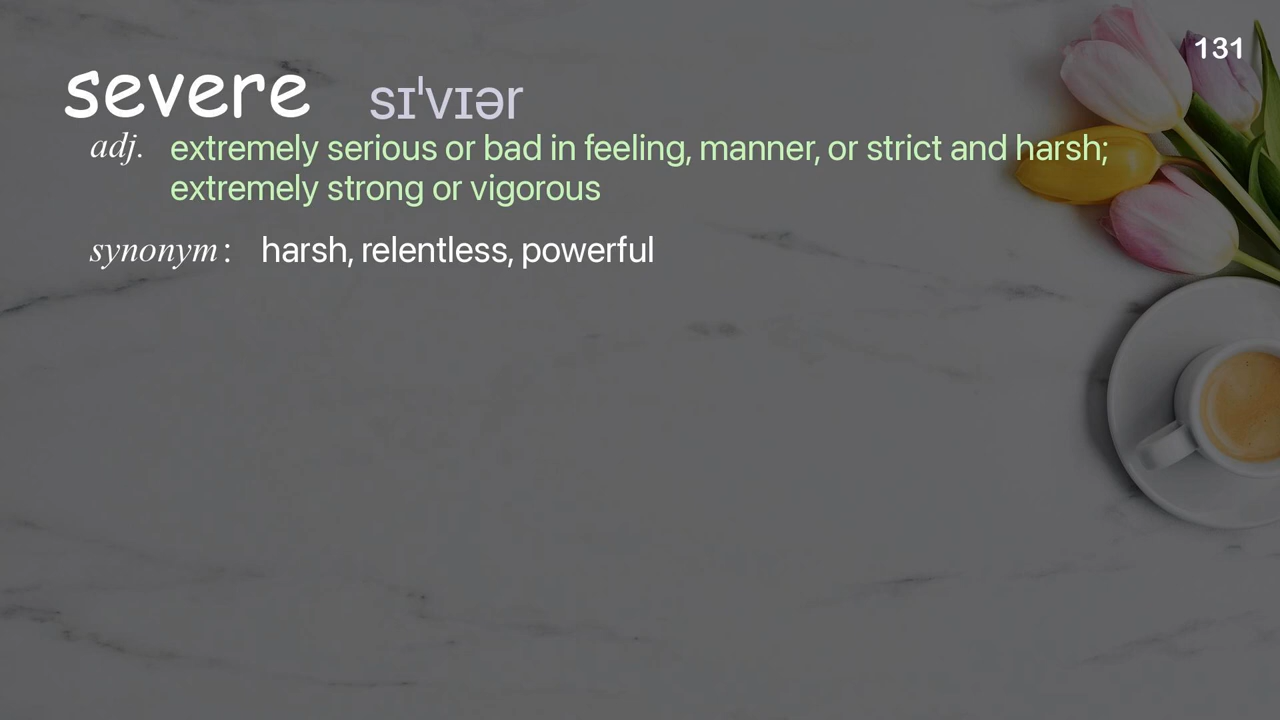 131
severe sɪˈvɪər
adj. extremely serious or bad in feeling, manner, or strict and harsh;
extremely strong or vigorous
synonym: harsh, relentless, powerful